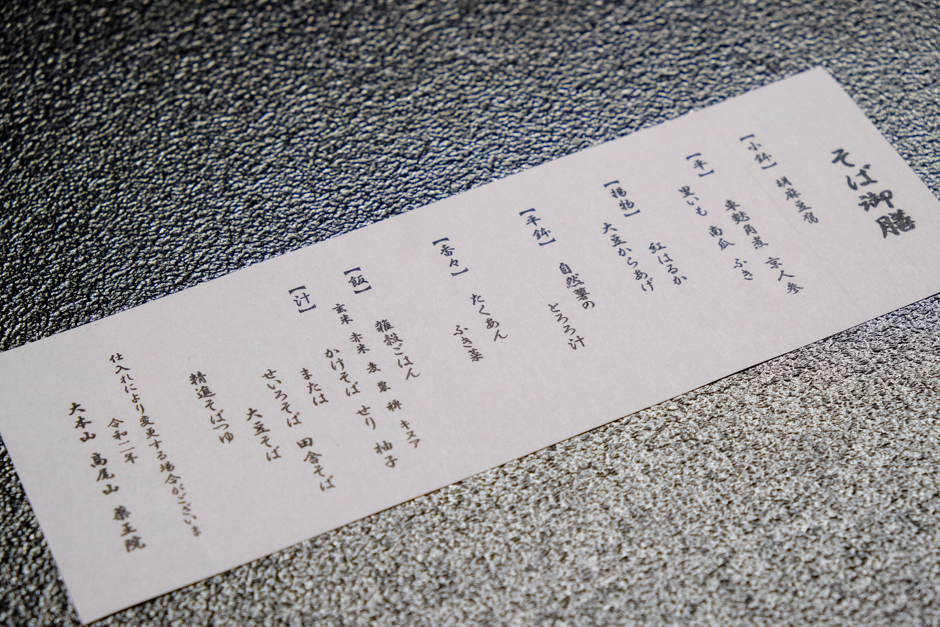 そば御膳
【小鉢】 胡麻豆腐
【平】 車麩角煮 京人参
里いも 南瓜 ふき
【揚物】 紅はるか
大豆からあげ
【平鉢】 自然薯の
とろろ汁
【香々】 たくあん
ふき葉
【飯】 雑穀ごはん
玄米 赤米 麦 粟 稗 キヌア
【汁】 かけそば せり 柚子
または
せいろそば 田舎そば
大豆そば
精進そばつゆ
仕入れにより変更する場合がございま
令和二年
大本山 高尾山 薬王院